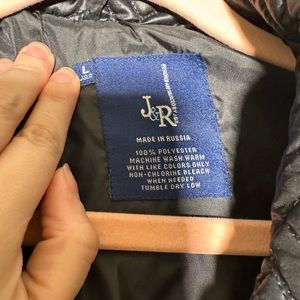 J&R
MADE IN RUSSIA
100% POLYESTER
MACHINE WASH WARM
WITH LIKE COLORS ONLY
NON-CHLORINE BLEACH
WHEN NEEDED
TUMBLE DRY LOW